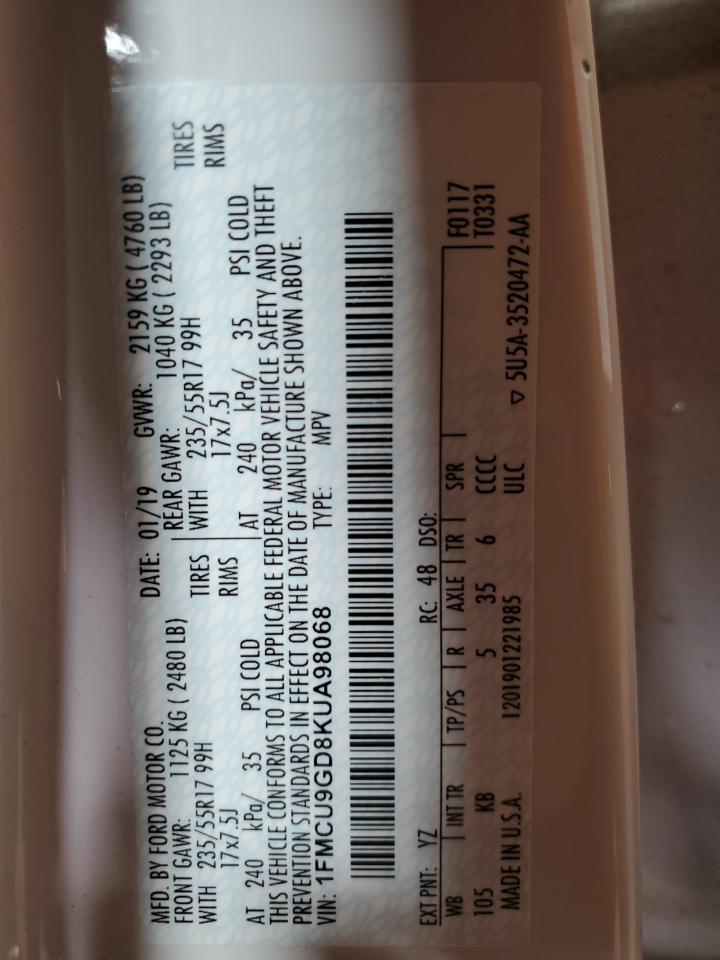 MFD. BY FORD MOTOR CO.
DATE: 01/19 GVWR: 2159 KG ( 4760 LB)
FRONT GAWR: 1125 KG ( 2480 LB) REAR GAWR: 1040 KG ( 2293 LB)
WITH 235/55R17 99H TIRES WITH 235/55R17 99H TIRES
17x7.5J RIMS 17x7.5J RIMS
AT 240 kPa/ 35 PSI COLD AT 240 kPa/ 35 PSI COLD
THIS VEHICLE CONFORMS TO ALL APPLICABLE FEDERAL MOTOR VEHICLE SAFETY AND THEFT
PREVENTION STANDARDS IN EFFECT ON THE DATE OF MANUFACTURE SHOWN ABOVE.
VIN: 1FMCU9GD8KUA98068 TYPE: MPV
EXT PNT: YZ RC: 48 DSO: F0117
WB INT TR TP/PS R AXLE TR SPR T0331
105 KB 5 35 6 CCCC
MADE IN U.S.A. 1201901221985 ULC ▽ 5U5A-3520472-AA